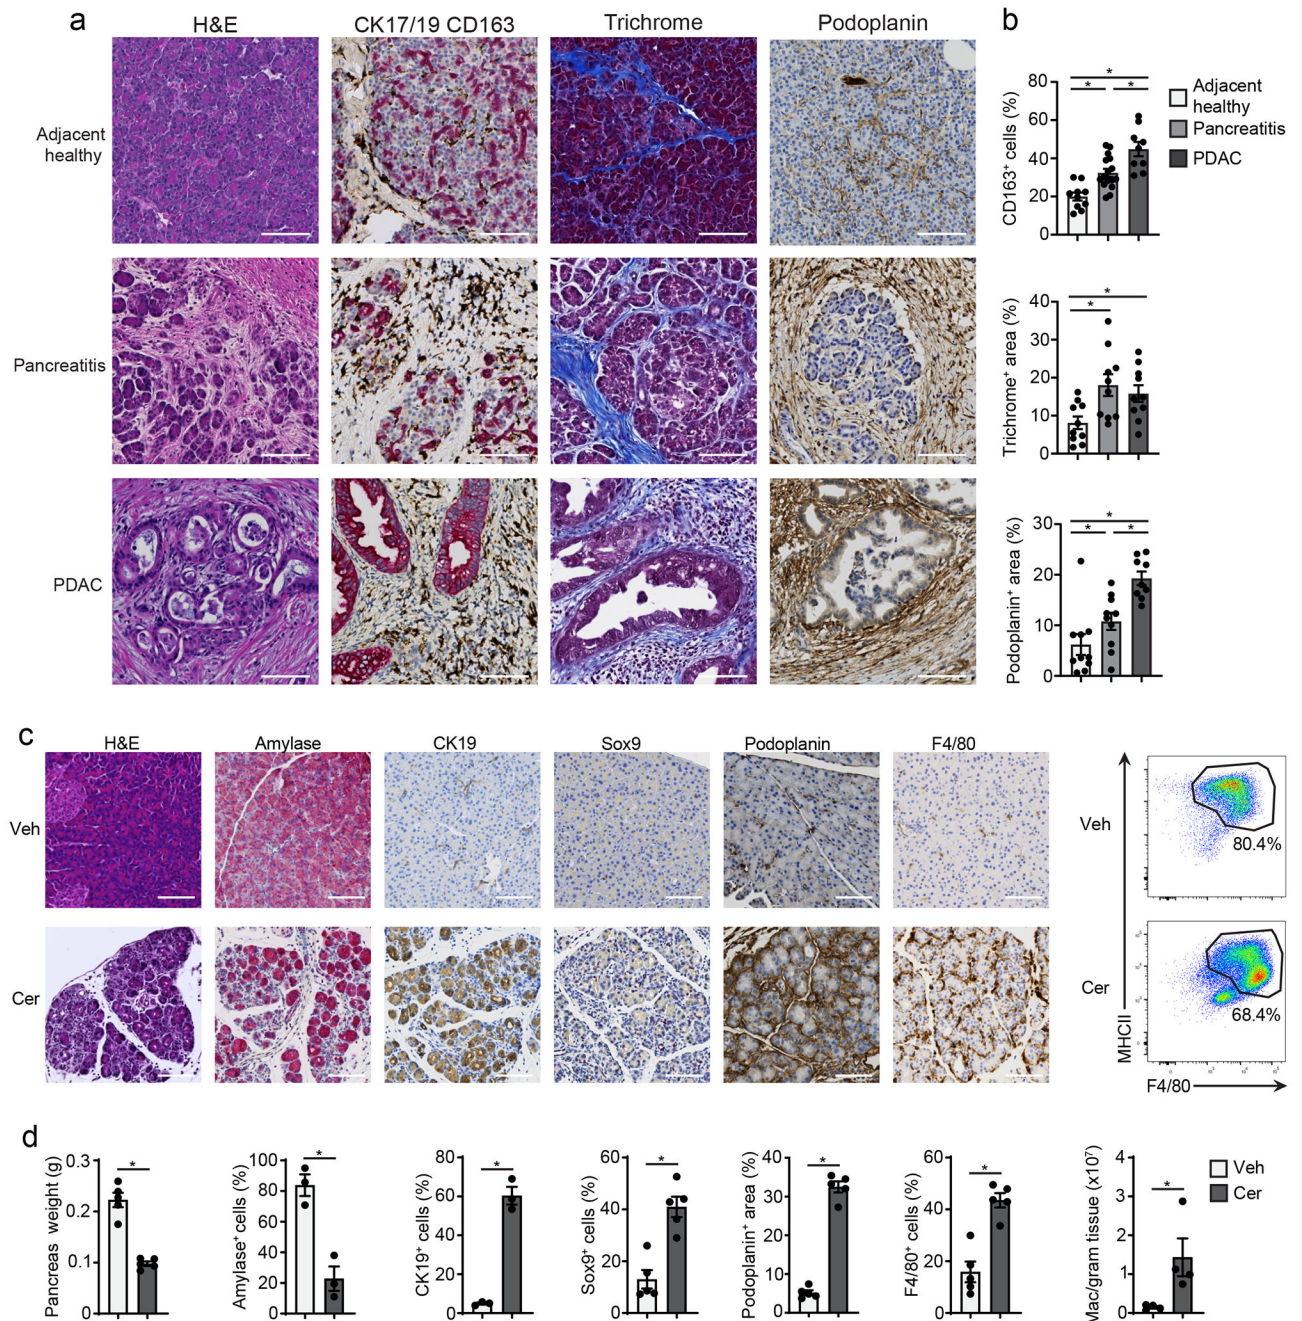 a
H&E
CK17/19 CD163
Trichrome
Podoplanin
Adjacent
healthy
Pancreatitis
PDAC
b
CD163+ cells (%)
80
60
40
20
0
*
*
*
Adjacent
healthy
Pancreatitis
PDAC
Trichrome+ area (%)
40
30
20
10
0
*
*
Podoplanin+ area (%)
30
20
10
0
*
*
*
c
H&E
Amylase
CK19
Sox9
Podoplanin
F4/80
Veh
Cer
Veh
80.4%
Cer
68.4%
MHCII
F4/80
d
Pancreas weight (g)
0.3
0.2
0.1
0
*
Amylase+ cells (%)
100
80
60
40
20
0
*
CK19+ cells (%)
80
60
40
20
0
*
Sox9+ cells (%)
60
40
20
0
*
Podoplanin+ area (%)
40
30
20
10
0
*
F4/80+ cells (%)
60
40
20
0
*
Mac/gram tissue (x10⁷)
4
3
2
1
0
*
Veh
Cer